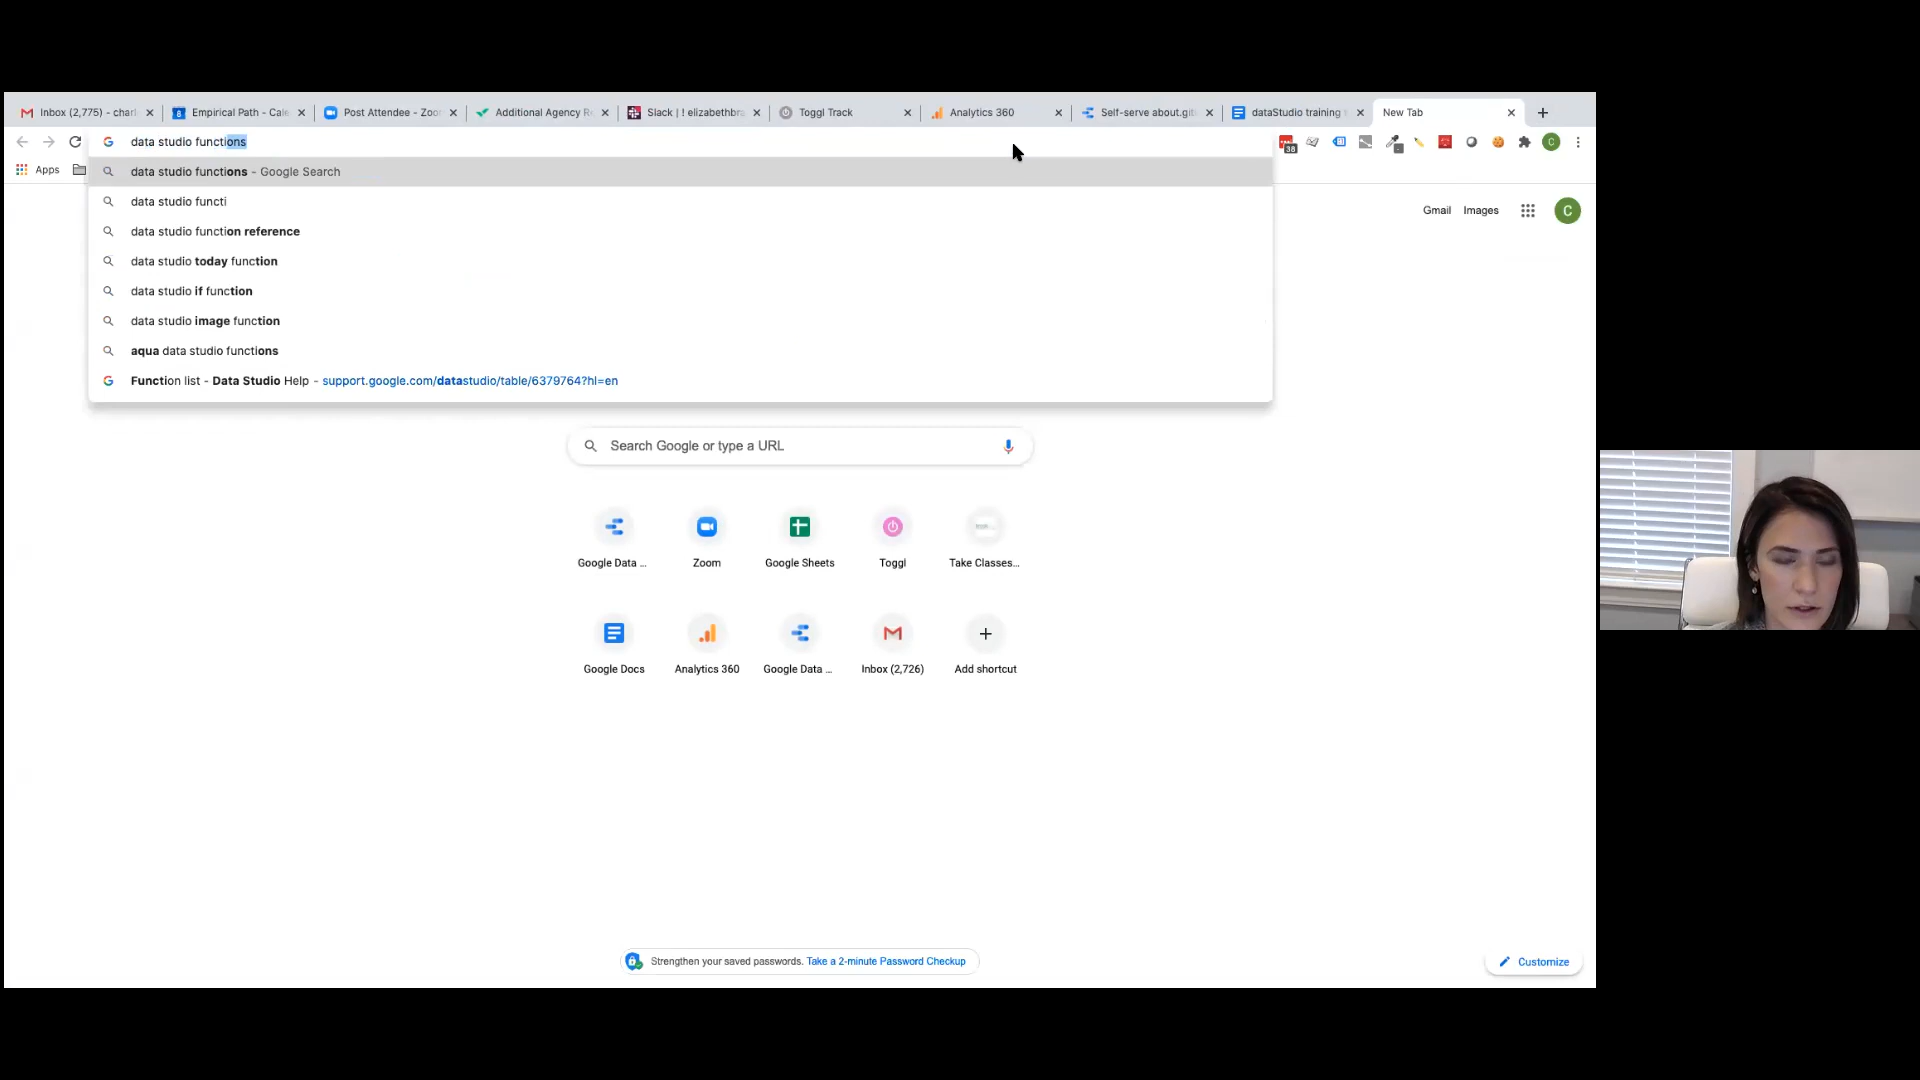 Inbox (2,775) - charl
Empirical Path - Cale
Post Attendee - Zoo
Additional Agency R
Slack | ! elizabethbra
Toggl Track
Analytics 360
Self-serve about.git
dataStudio training
New Tab
data studio functions
38
C
Apps
data studio functions - Google Search
data studio functi
data studio function reference
data studio today function
data studio if function
data studio image function
aqua data studio functions
Function list - Data Studio Help - support.google.com/datastudio/table/6379764?hl=en
Gmail
Images
C
Search Google or type a URL
Google Data ...
Zoom
Google Sheets
Toggl
Take Classes...
Google Docs
Analytics 360
Google Data ...
Inbox (2,726)
Add shortcut
Strengthen your saved passwords. Take a 2-minute Password Checkup
Customize